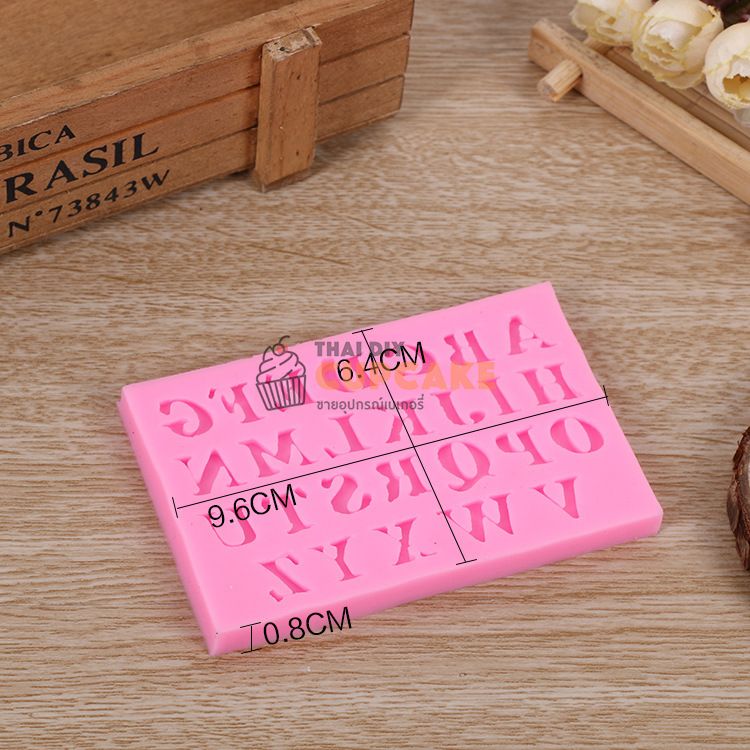 BICA
RASIL
N°73843W
THAI DIY
CUPCAKE
ขายอุปกรณ์เบเกอรี่
6.4CM
9.6CM
0.8CM
A B C D E F G
H I J K L M N
O P Q R S T U
V W X Y Z